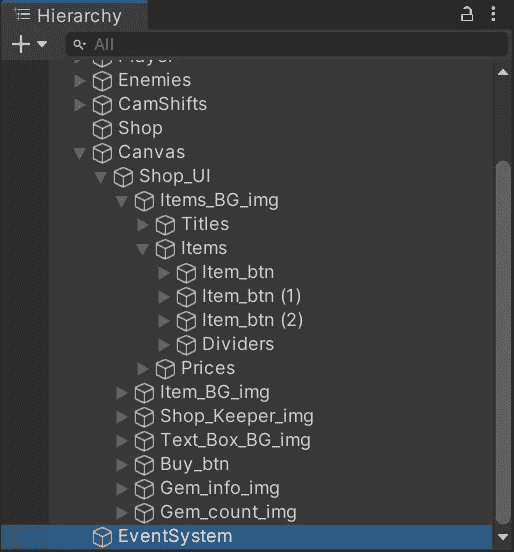 Hierarchy
All
Player
Enemies
CamShifts
Shop
Canvas
Shop_UI
Items_BG_img
Titles
Items
Item_btn
Item_btn (1)
Item_btn (2)
Dividers
Prices
Item_BG_img
Shop_Keeper_img
Text_Box_BG_img
Buy_btn
Gem_info_img
Gem_count_img
EventSystem